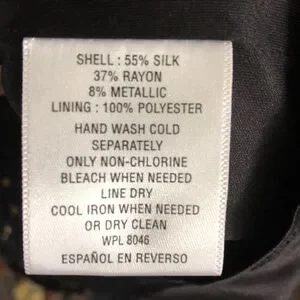 SHELL : 55% SILK
37% RAYON
8% METALLIC
LINING : 100% POLYESTER
HAND WASH COLD
SEPARATELY
ONLY NON-CHLORINE
BLEACH WHEN NEEDED
LINE DRY
COOL IRON WHEN NEEDED
OR DRY CLEAN
WPL 8046
ESPAÑOL EN REVERSO